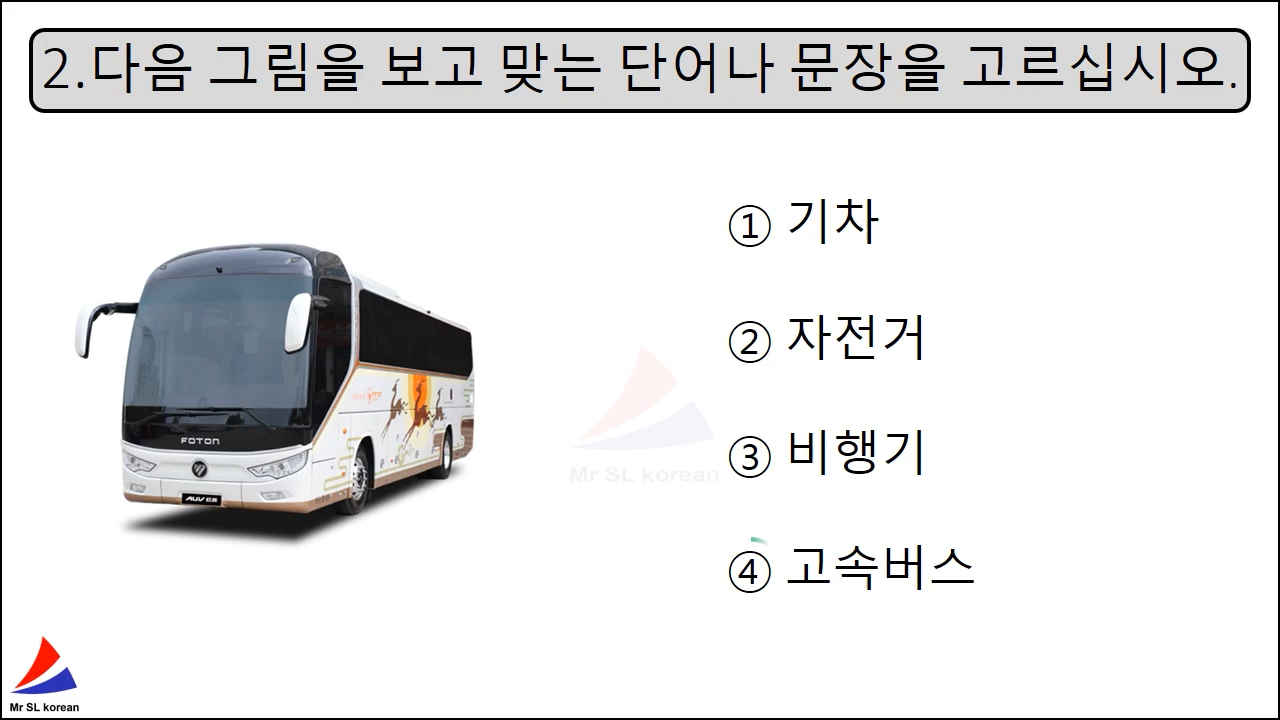 2.다음 그림을 보고 맞는 단어나 문장을 고르십시오.
① 기차
② 자전거
③ 비행기
④ 고속버스
FOTON
AUV
Mr SL korean
Mr SL korean